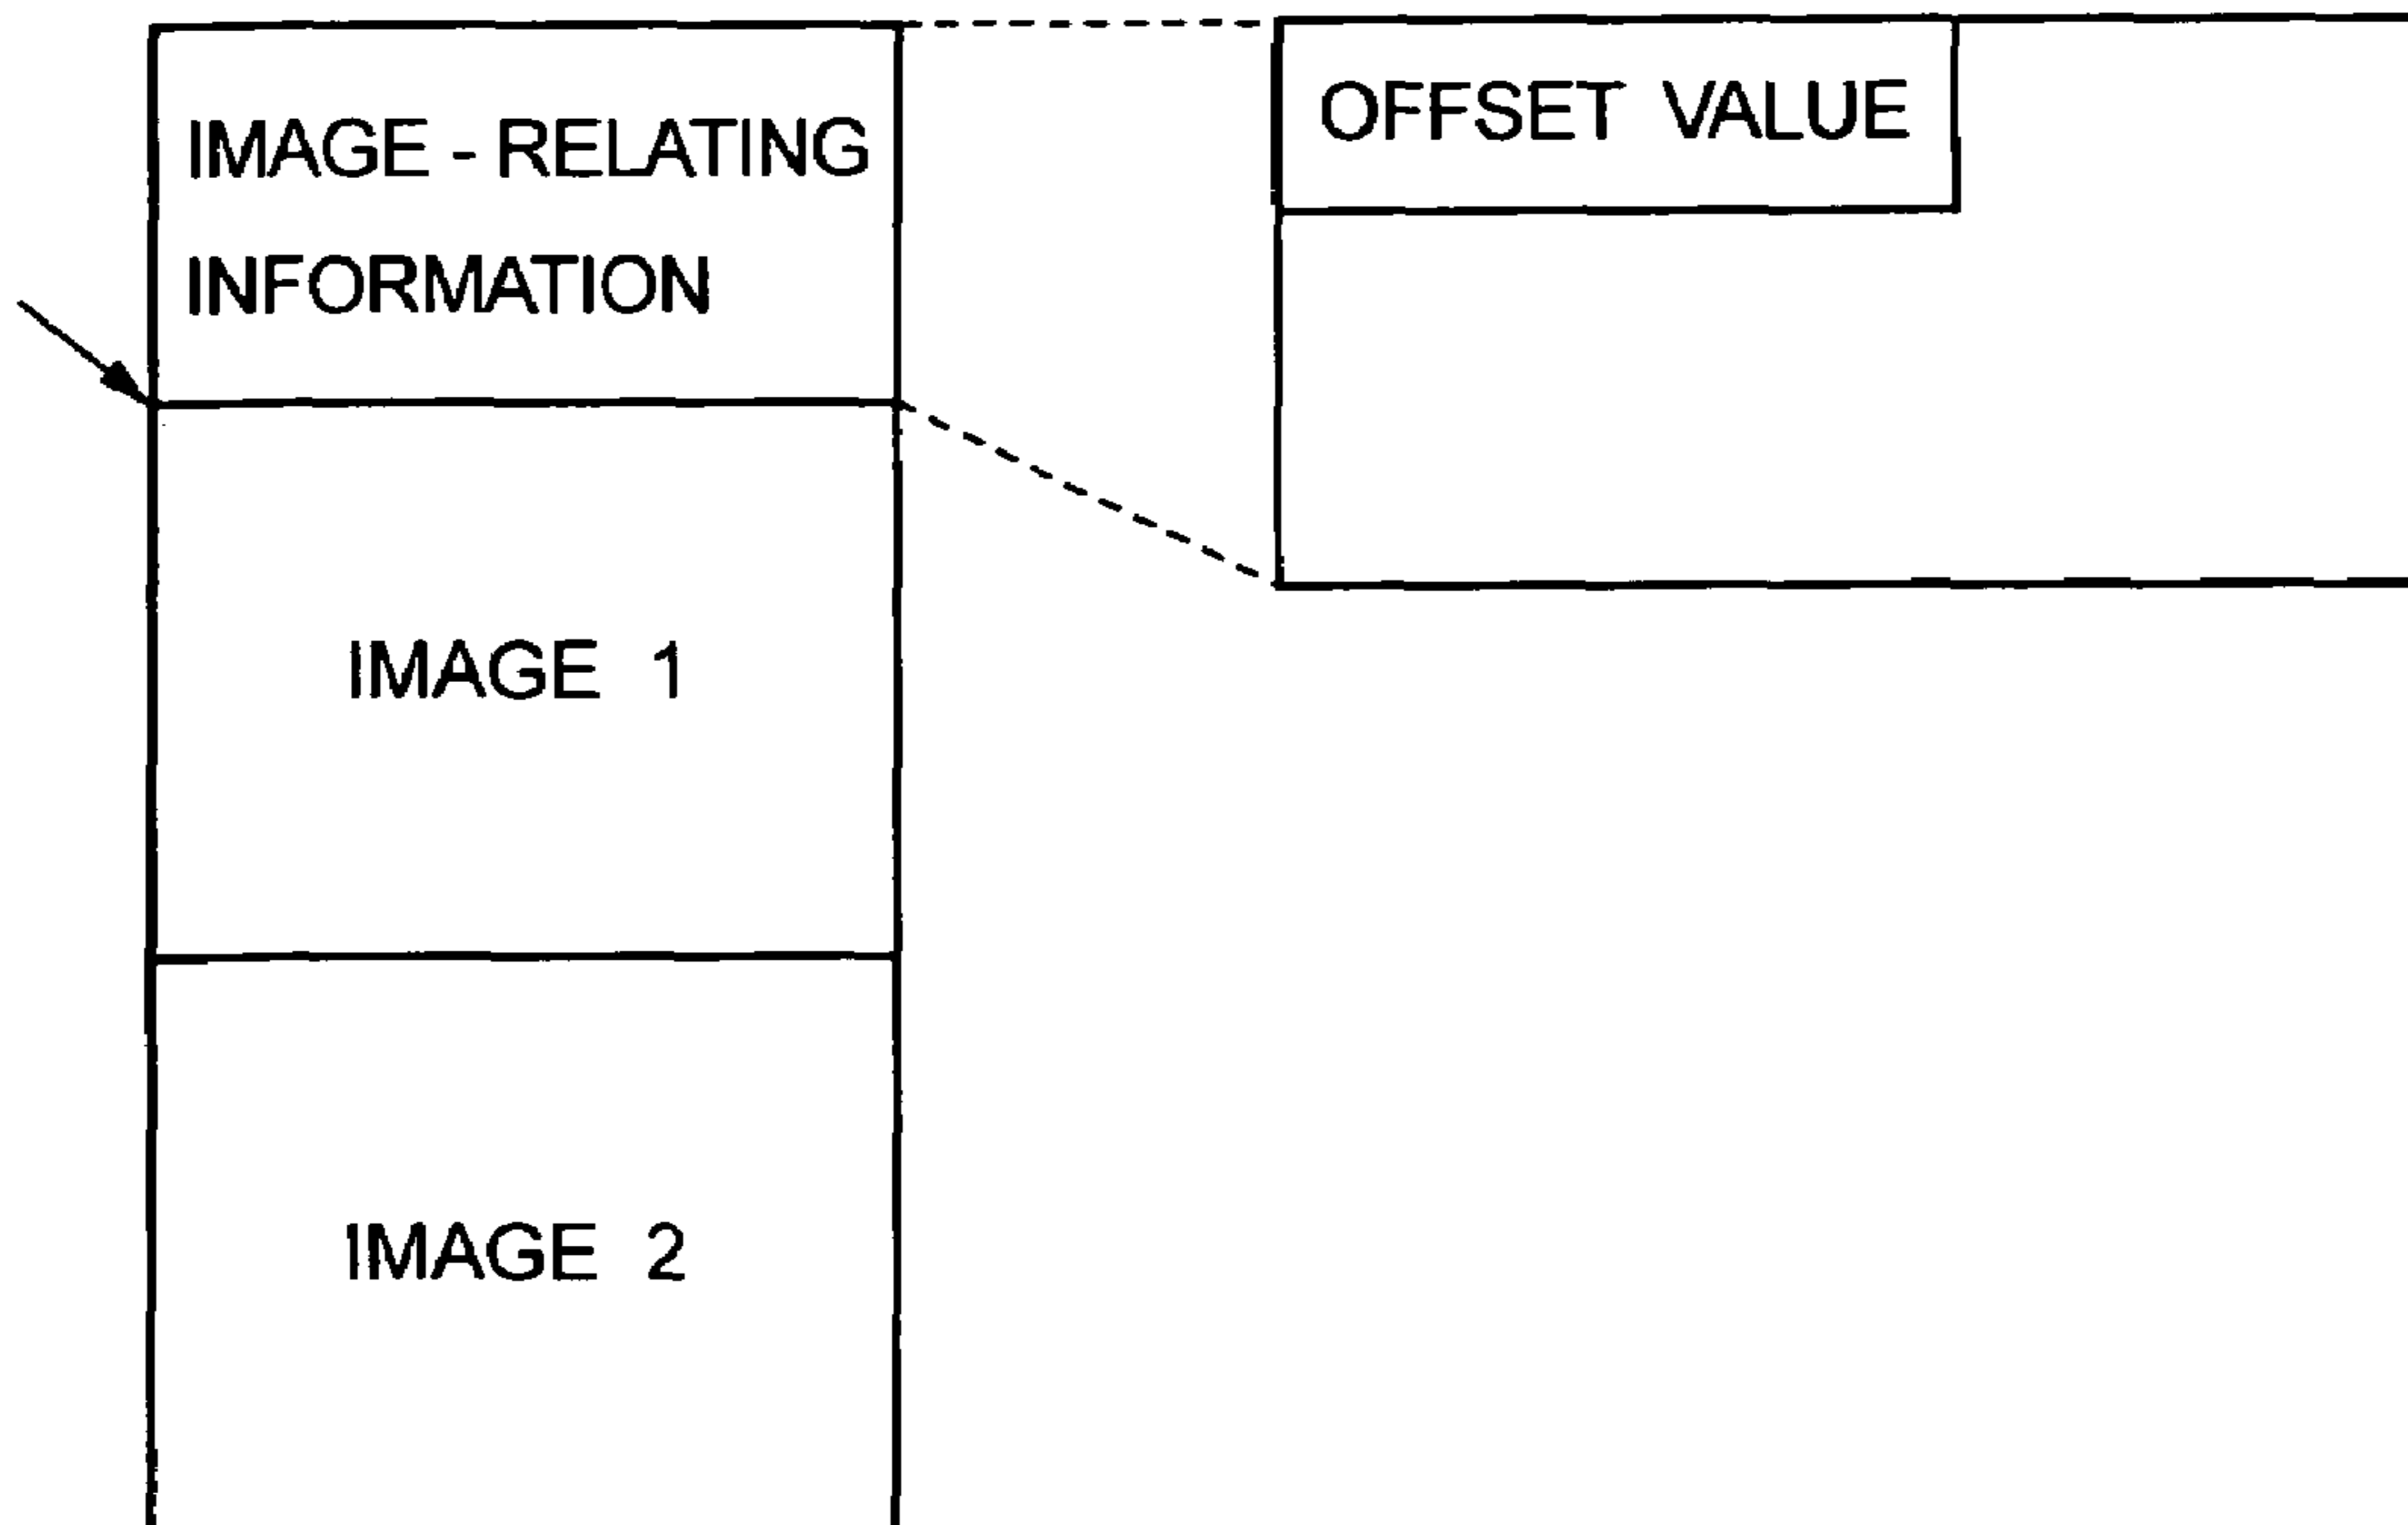 IMAGE - RELATING
INFORMATION
OFFSET VALUE
IMAGE 1
IMAGE 2